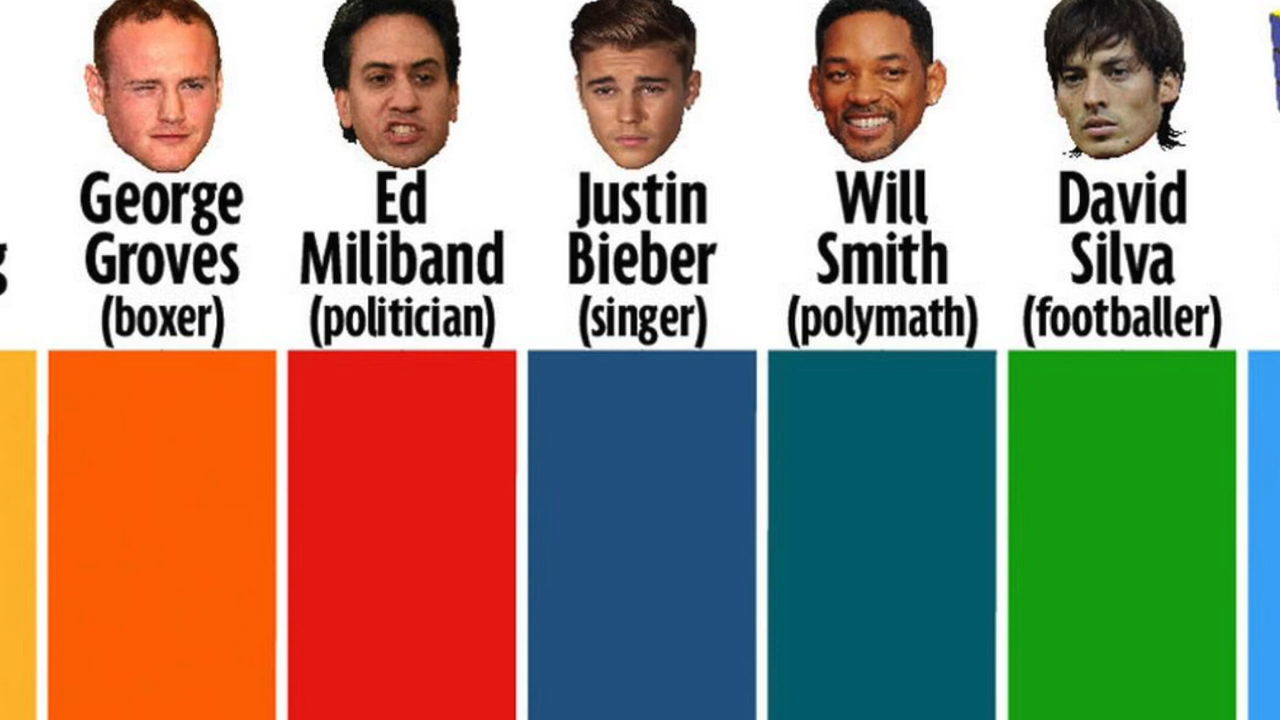 George
Groves
(boxer)
Ed
Miliband
(politician)
Justin
Bieber
(singer)
Will
Smith
(polymath)
David
Silva
(footballer)